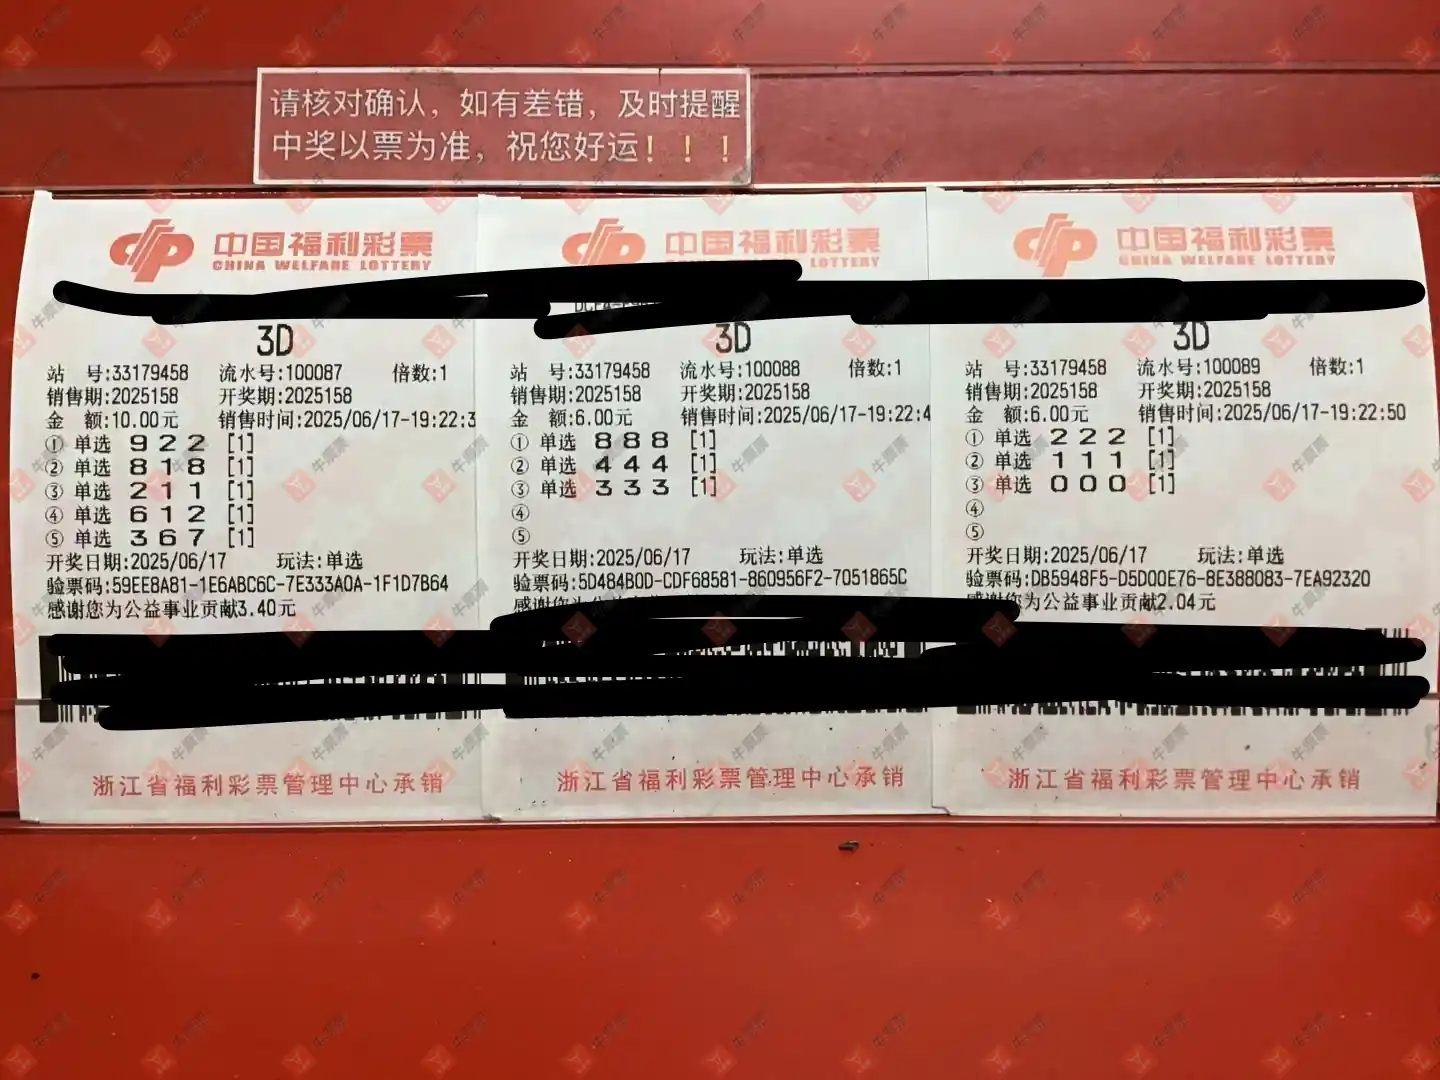 请核对确认，如有差错，及时提醒
中奖以票为准，祝您好运！！！
中国福利彩票
CHINA WELFARE LOTTERY
3D
站 号:33179458 流水号:100087 倍数:1
销售期:2025158 开奖期:2025158
金 额:10.00元 销售时间:2025/06/17-19:22:3
① 单选 9 2 2 [1]
② 单选 8 1 8 [1]
③ 单选 2 1 1 [1]
④ 单选 6 1 2 [1]
⑤ 单选 3 6 7 [1]
开奖日期:2025/06/17 玩法:单选
验票码:59EE8A81-1E6ABC6C-7E333A0A-1F1D7B64
感谢您为公益事业贡献3.40元
浙江省福利彩票管理中心承销
中国福利彩票
LOTTERY
3D
站 号:33179458 流水号:100088 倍数:1
销售期:2025158 开奖期:2025158
金 额:6.00元 销售时间:2025/06/17-19:22:4
① 单选 8 8 8 [1]
② 单选 4 4 4 [1]
③ 单选 3 3 3 [1]
④
⑤
开奖日期:2025/06/17 玩法:单选
验票码:5D484B0D-CDF68581-860956F2-7051865C
感谢您为公益
浙江省福利彩票管理中心承销
中国福利彩票
CHINA WELFARE LOTTERY
3D
站 号:33179458 流水号:100089 倍数:1
销售期:2025158 开奖期:2025158
金 额:6.00元 销售时间:2025/06/17-19:22:50
① 单选 2 2 2 [1]
② 单选 1 1 1 [1]
③ 单选 0 0 0 [1]
④
⑤
开奖日期:2025/06/17 玩法:单选
验票码:DB5948F5-D5D00E76-8E388083-7EA92320
感谢您为公益事业贡献2.04元
浙江省福利彩票管理中心承销
牛票票